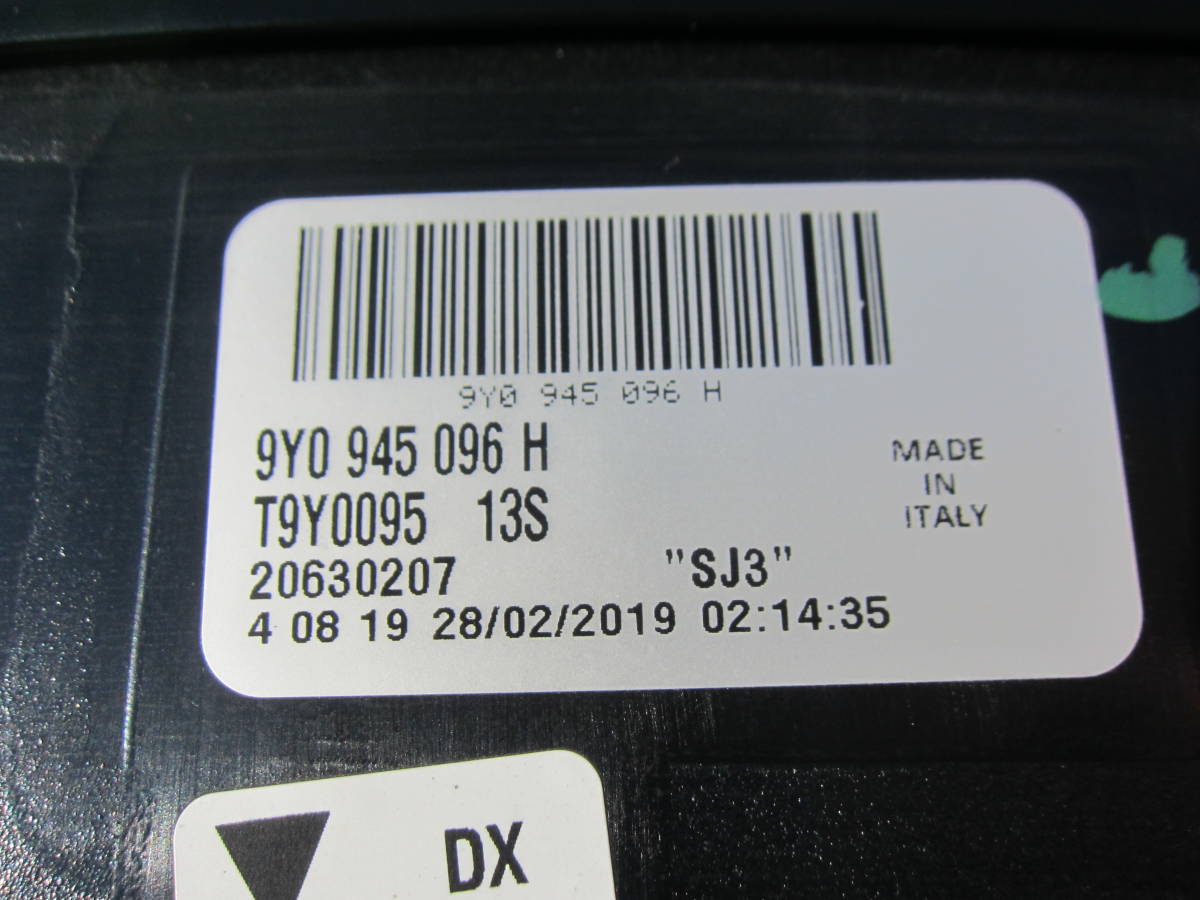 9Y0 945 096 H
9Y0 945 096 H
T9Y0095 13S
20630207 "SJ3"
4 08 19 28/02/2019 02:14:35
MADE
IN
ITALY
DX